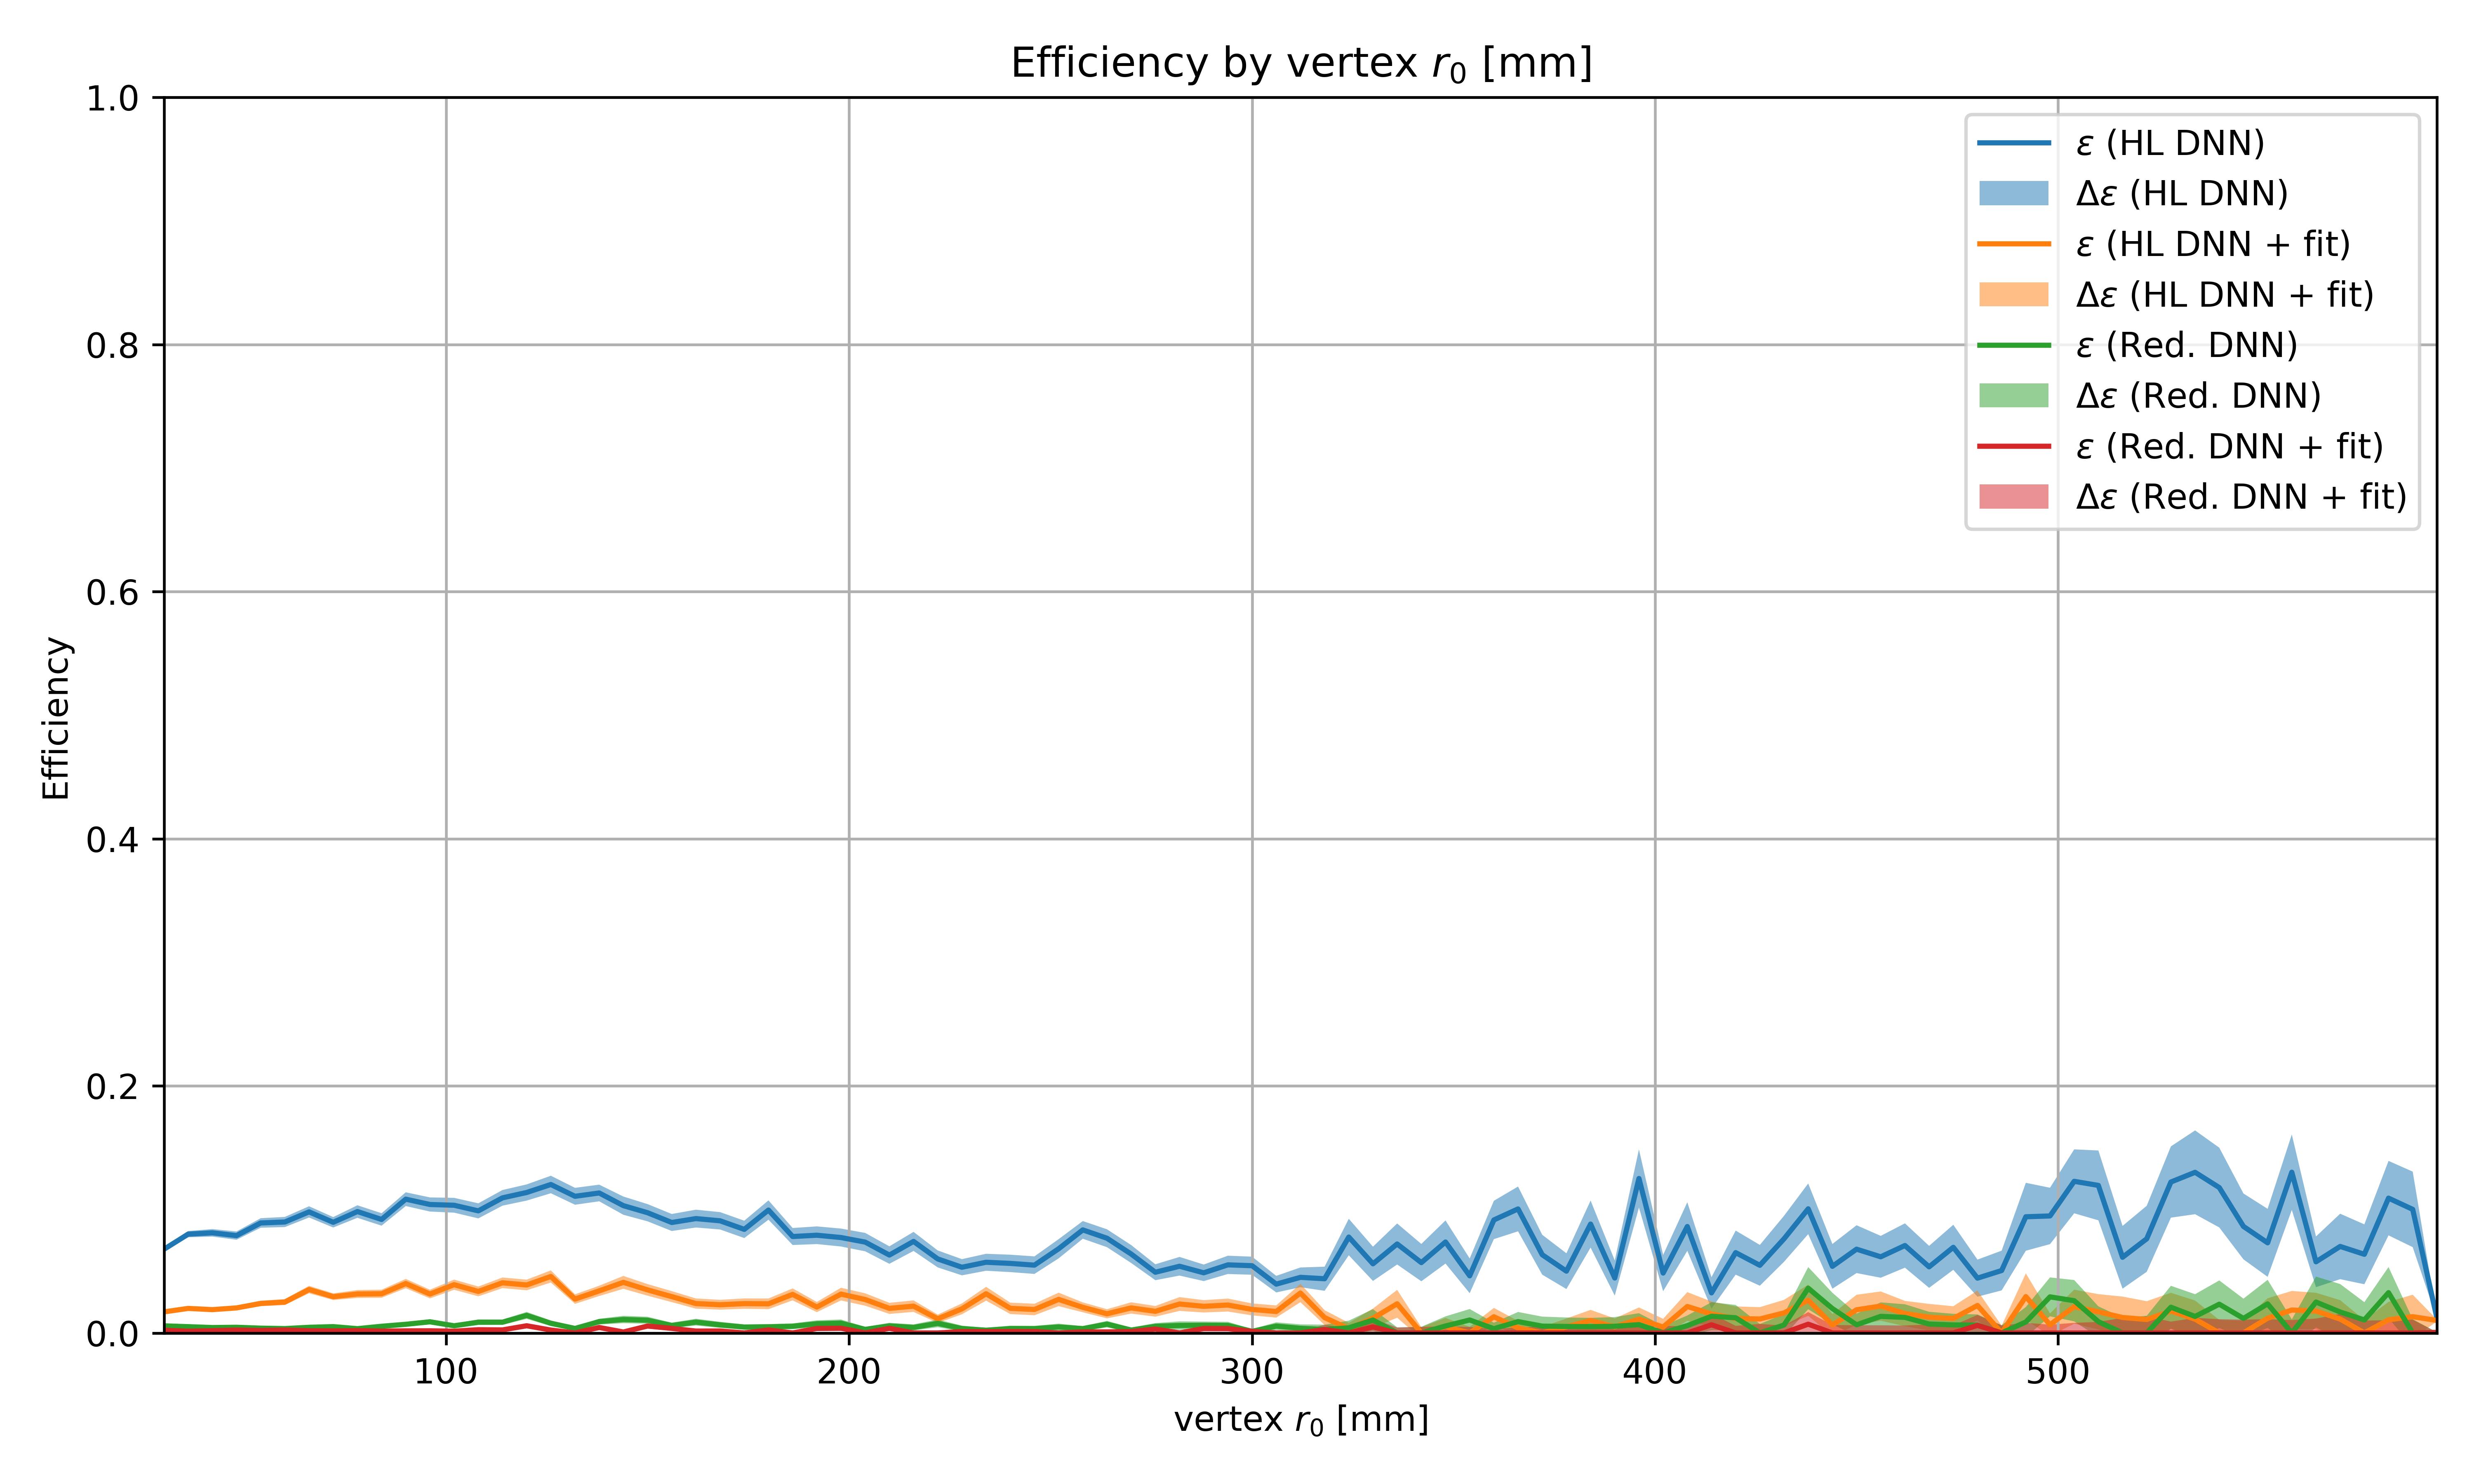 Efficiency by vertex r₀ [mm]
1.0
0.8
0.6
0.4
0.2
0.0
Efficiency
100
200
300
400
500
vertex r₀ [mm]
ε (HL DNN)
Δε (HL DNN)
ε (HL DNN + fit)
Δε (HL DNN + fit)
ε (Red. DNN)
Δε (Red. DNN)
ε (Red. DNN + fit)
Δε (Red. DNN + fit)